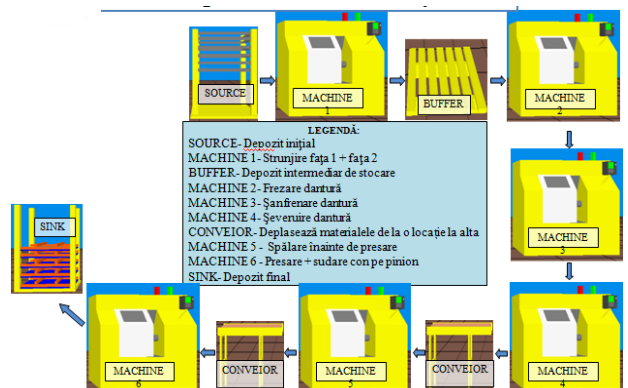 SOURCE
MACHINE 1
BUFFER
MACHINE 2
LEGENDĂ:
SOURCE- Depozit inițial
MACHINE 1- Strunjire fața 1 + fața 2
BUFFER- Depozit intermediar de stocare
MACHINE 2- Frezare dantură
MACHINE 3- Șanfrenare dantură
MACHINE 4- Șeveruire dantură
CONVEIOR- Deplasează materialele de la o locație la alta
MACHINE 5 - Spălare înainte de presare
MACHINE 6- Presare + sudare con pe pinion
SINK- Depozit final
MACHINE 3
SINK
MACHINE 4
CONVEIOR
MACHINE 5
CONVEIOR
MACHINE 6